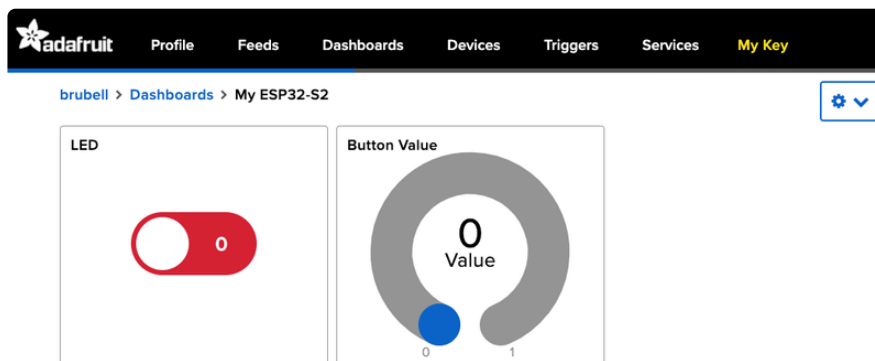 adafruit Profile Feeds Dashboards Devices Triggers Services My Key
brubell > Dashboards > My ESP32-S2
LED
0
Button Value
0
Value
0 1